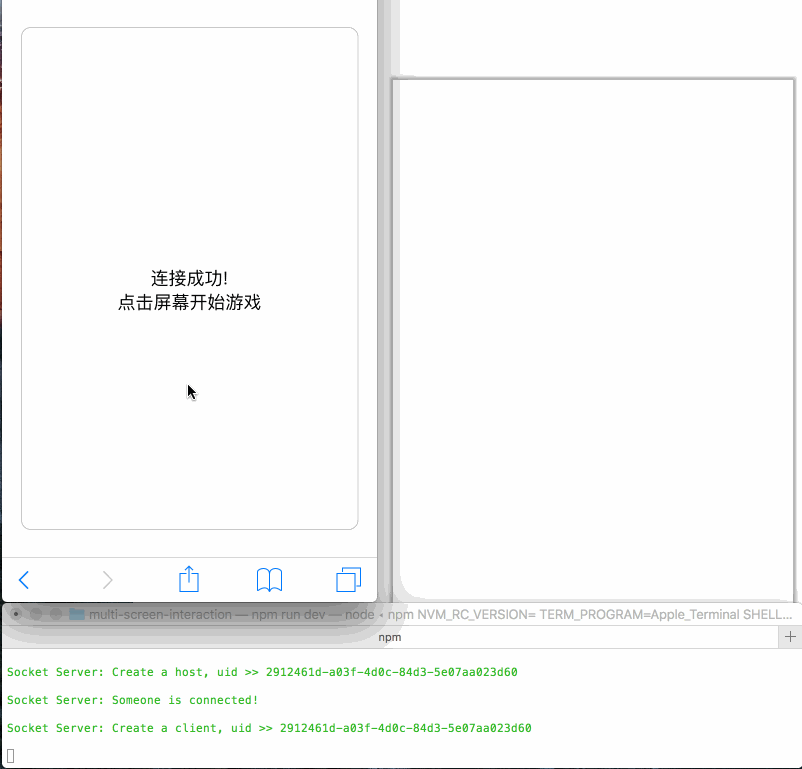 连接成功!
点击屏幕开始游戏
multi-screen-interaction — npm run dev — node ◂ npm NVM_RC_VERSION= TERM_PROGRAM=Apple_Terminal SHELL...
npm
Socket Server: Create a host, uid >> 2912461d-a03f-4d0c-84d3-5e07aa023d60
Socket Server: Someone is connected!
Socket Server: Create a client, uid >> 2912461d-a03f-4d0c-84d3-5e07aa023d60